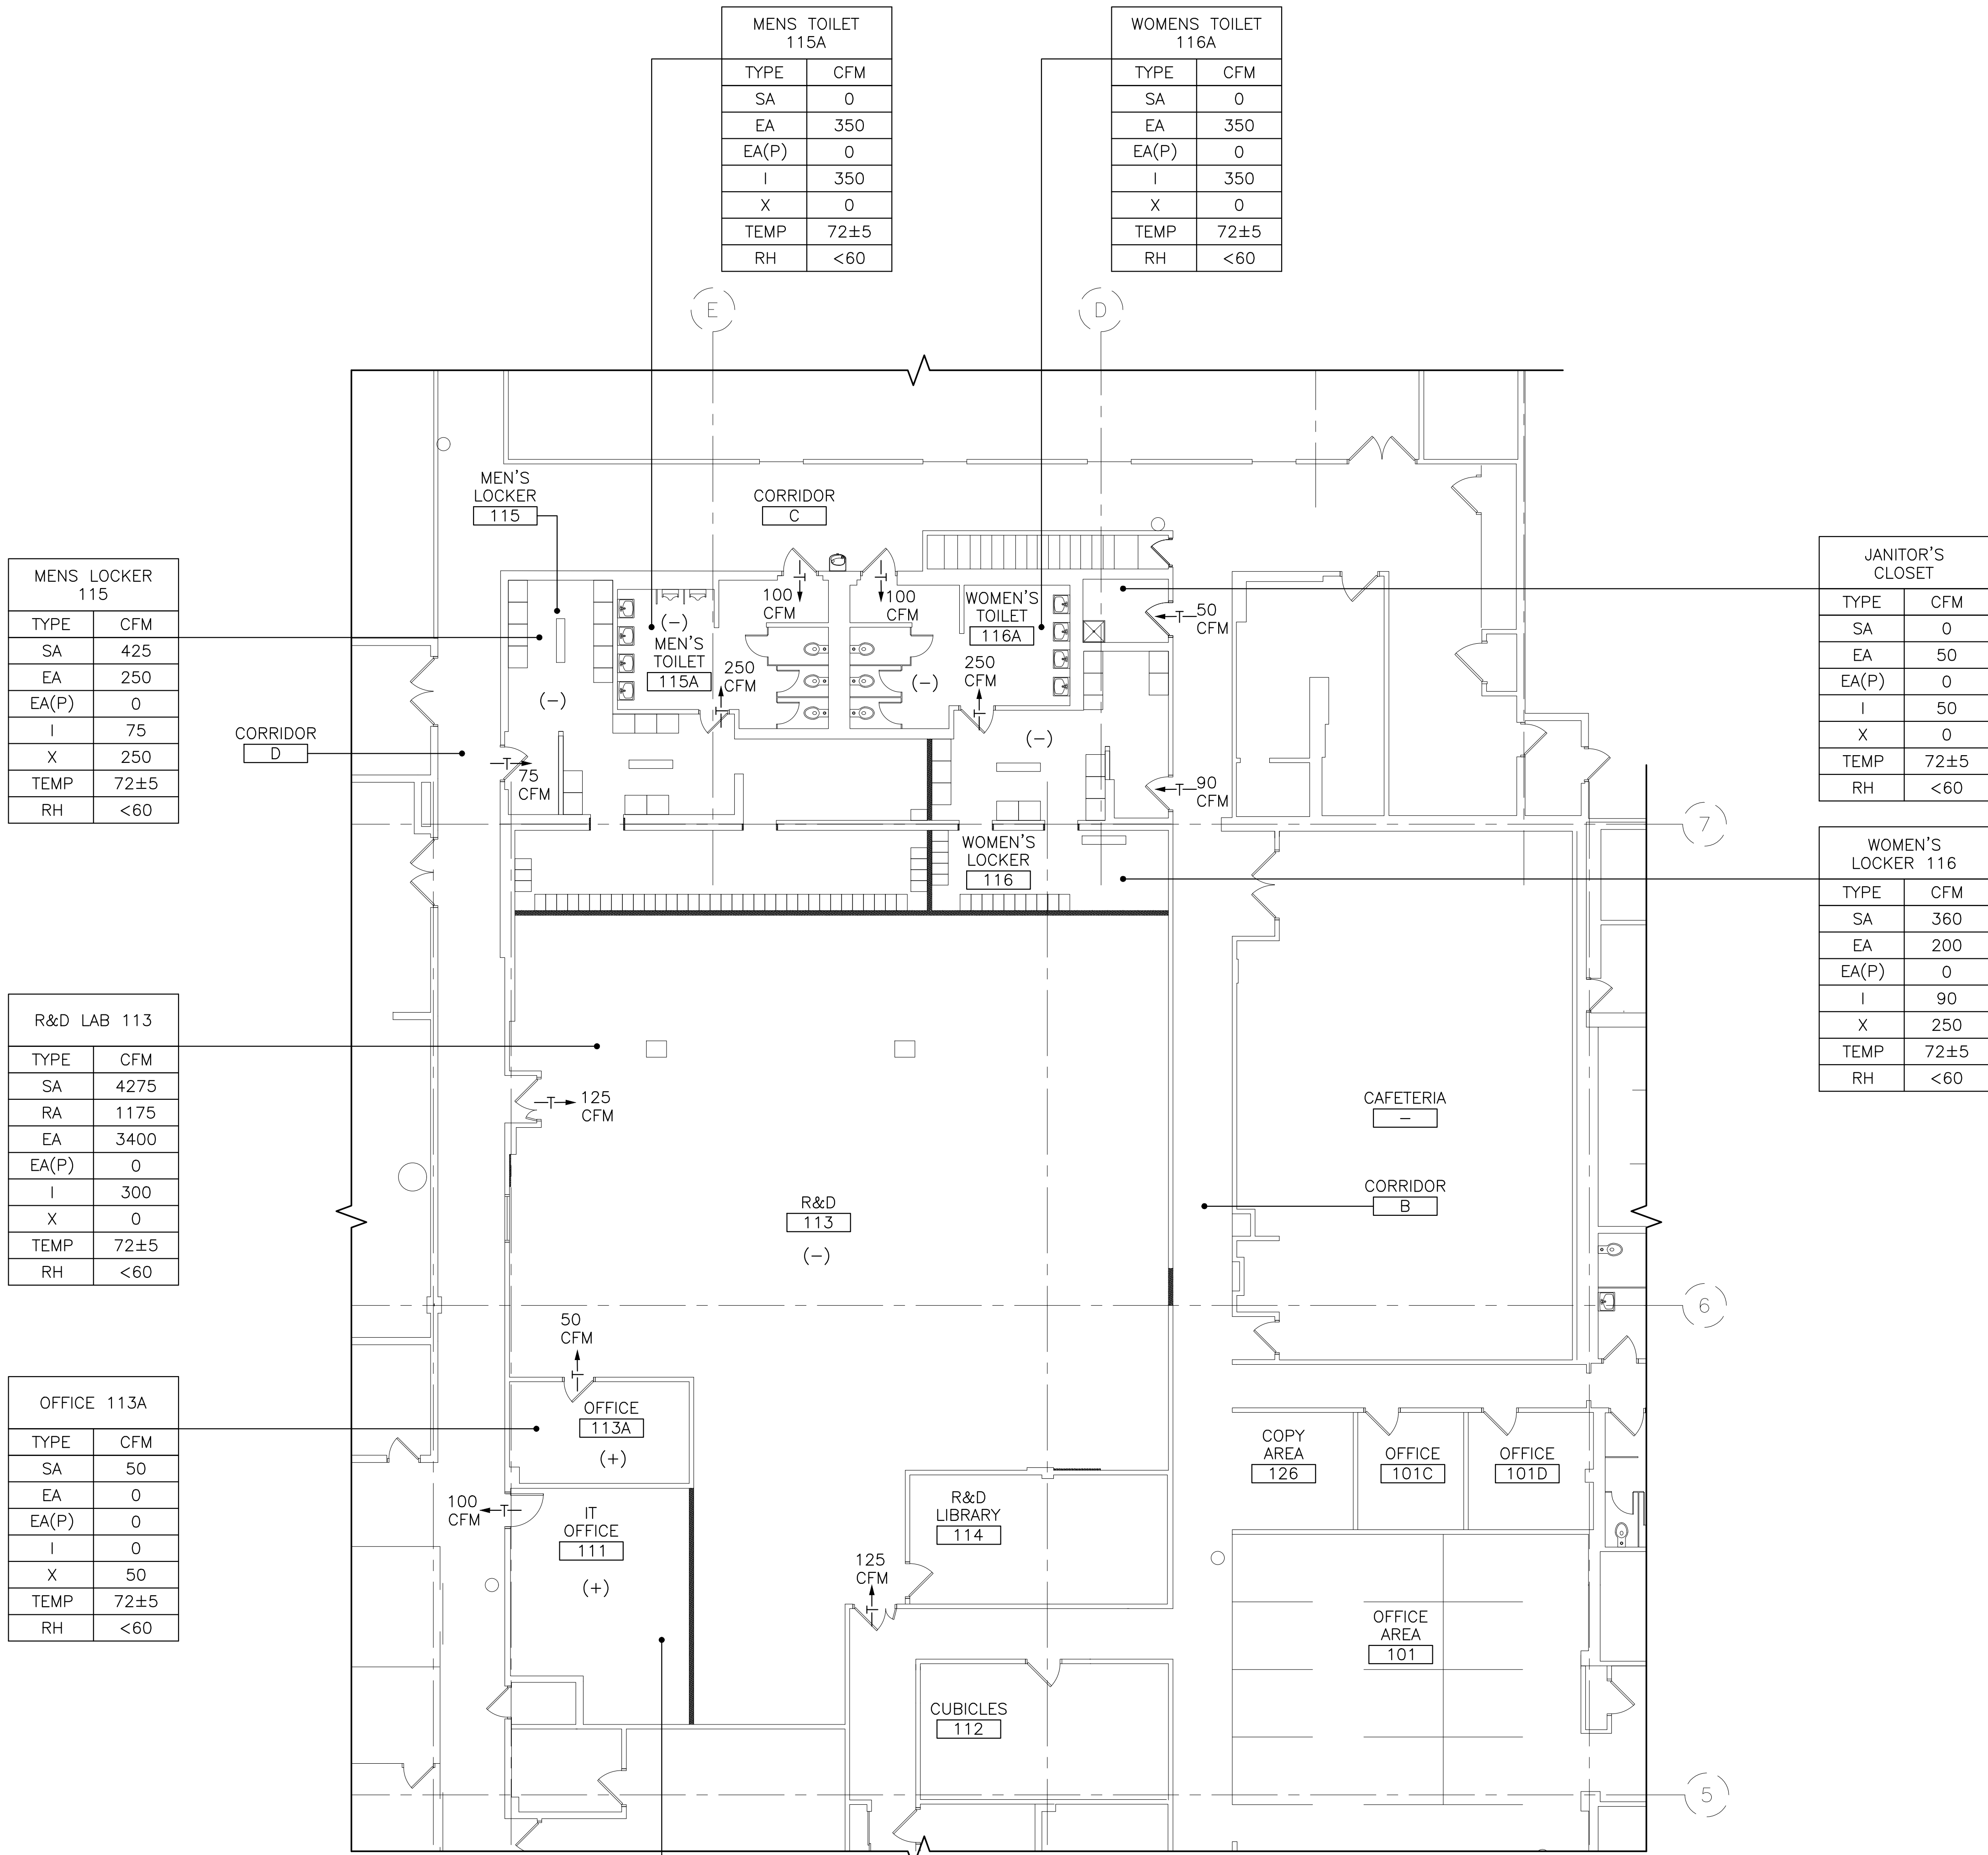 MENS TOILET
115A
TYPE CFM
SA 0
EA 350
EA(P) 0
I 350
X 0
TEMP 72±5
RH <60
WOMENS TOILET
116A
TYPE CFM
SA 0
EA 350
EA(P) 0
I 350
X 0
TEMP 72±5
RH <60
E
D
MENS LOCKER
115
TYPE CFM
SA 425
EA 250
EA(P) 0
I 75
X 250
TEMP 72±5
RH <60
R&D LAB 113
TYPE CFM
SA 4275
RA 1175
EA 3400
EA(P) 0
I 300
X 0
TEMP 72±5
RH <60
OFFICE 113A
TYPE CFM
SA 50
EA 0
EA(P) 0
I 0
X 50
TEMP 72±5
RH <60
MEN'S
LOCKER
115
CORRIDOR
C
CORRIDOR
D
(-)
T
75
CFM
(-)
MEN'S
TOILET
115A
T
250
CFM
T
100
CFM
T
100
CFM
WOMEN'S
TOILET
116A
(-)
250
CFM
T
T 50
CFM
(-)
T 90
CFM
WOMEN'S
LOCKER
116
7
T 125
CFM
R&D
113
(-)
CAFETERIA
-
CORRIDOR
B
6
50
CFM
T
OFFICE
113A
(+)
100
CFM
T
IT
OFFICE
111
(+)
R&D
LIBRARY
114
125
CFM
T
CUBICLES
112
COPY
AREA
126
OFFICE
101C
OFFICE
101D
OFFICE
AREA
101
5
JANITOR'S
CLOSET
TYPE CFM
SA 0
EA 50
EA(P) 0
I 50
X 0
TEMP 72±5
RH <60
WOMEN'S
LOCKER 116
TYPE CFM
SA 360
EA 200
EA(P) 0
I 90
X 250
TEMP 72±5
RH <60